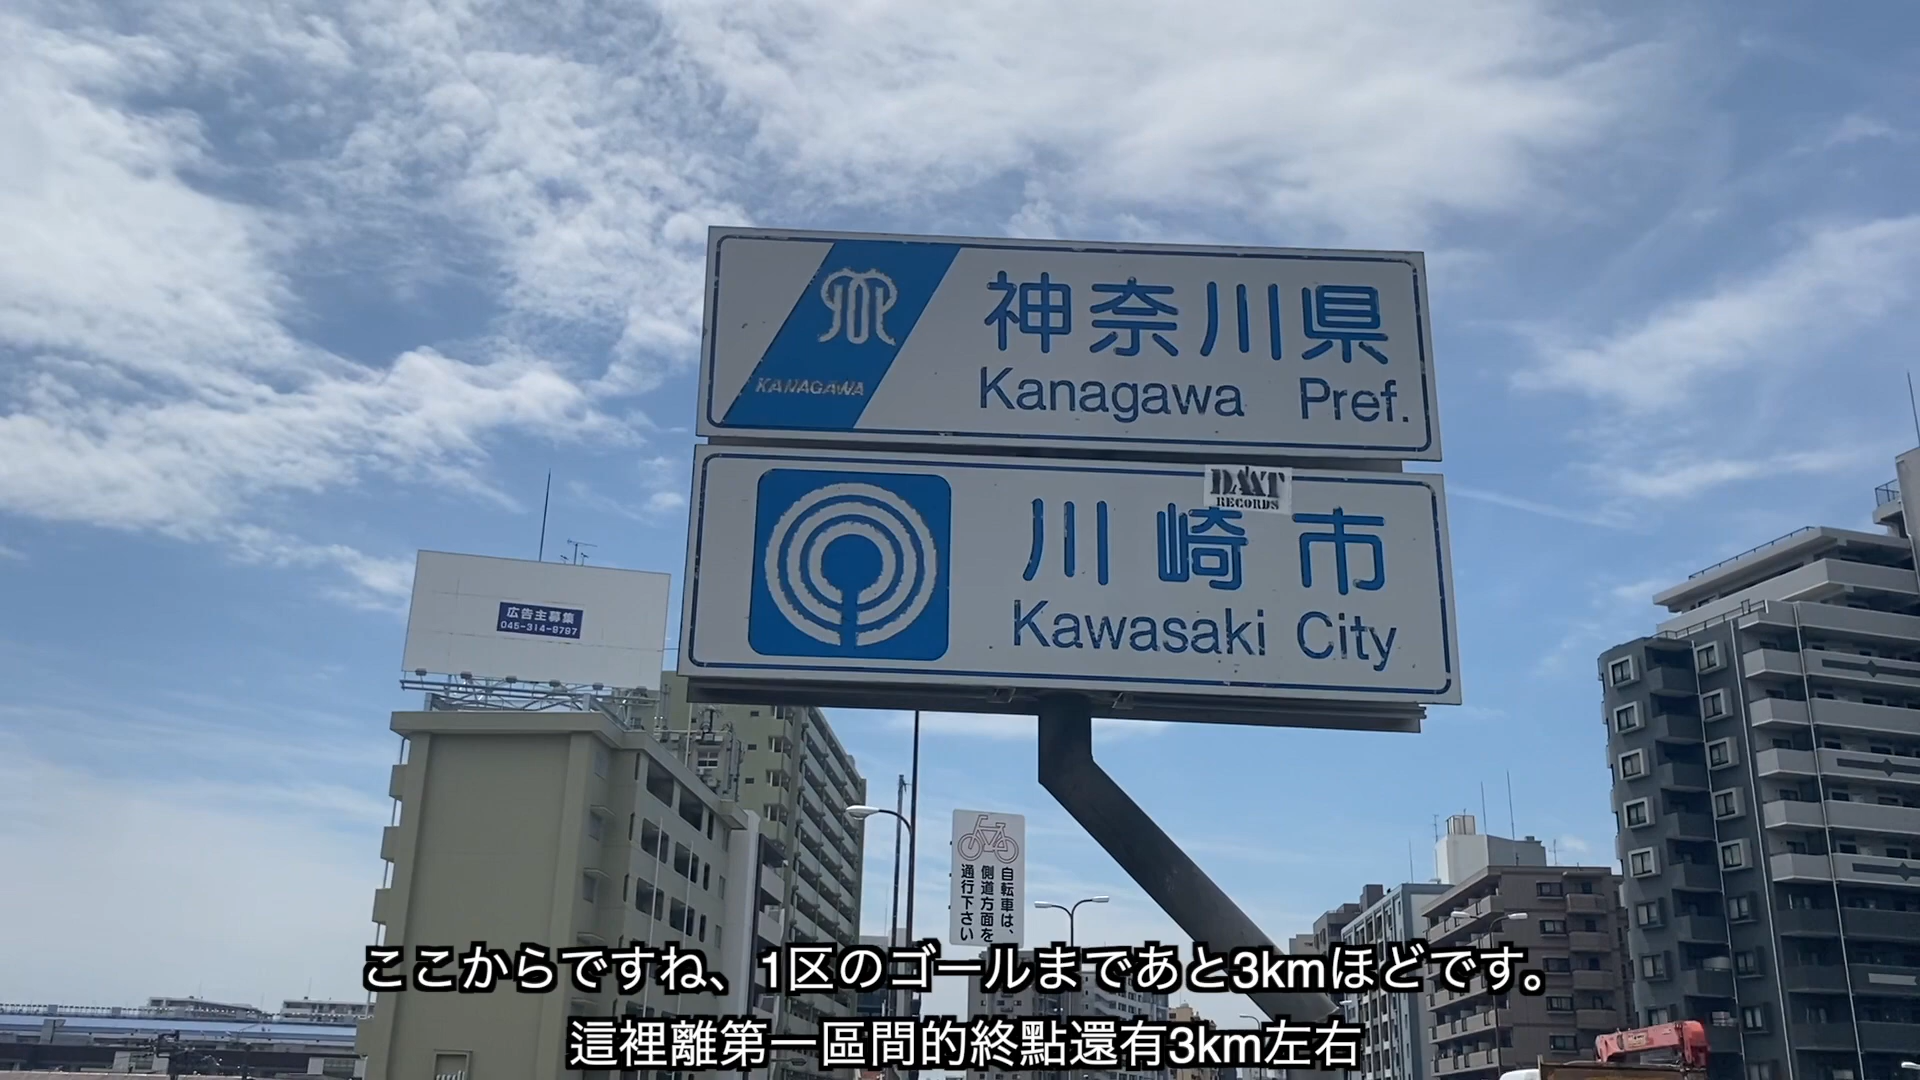 神奈川県
KANAGAWA
Kanagawa Pref.
DAXT
RECORDS
川崎市
Kawasaki City
広告主募集
045-314-9797
自転車は、
側道方面を
通行下さい
ここからですね、1区のゴールまであと3kmほどです。
這裡離第一區間的終點還有3km左右